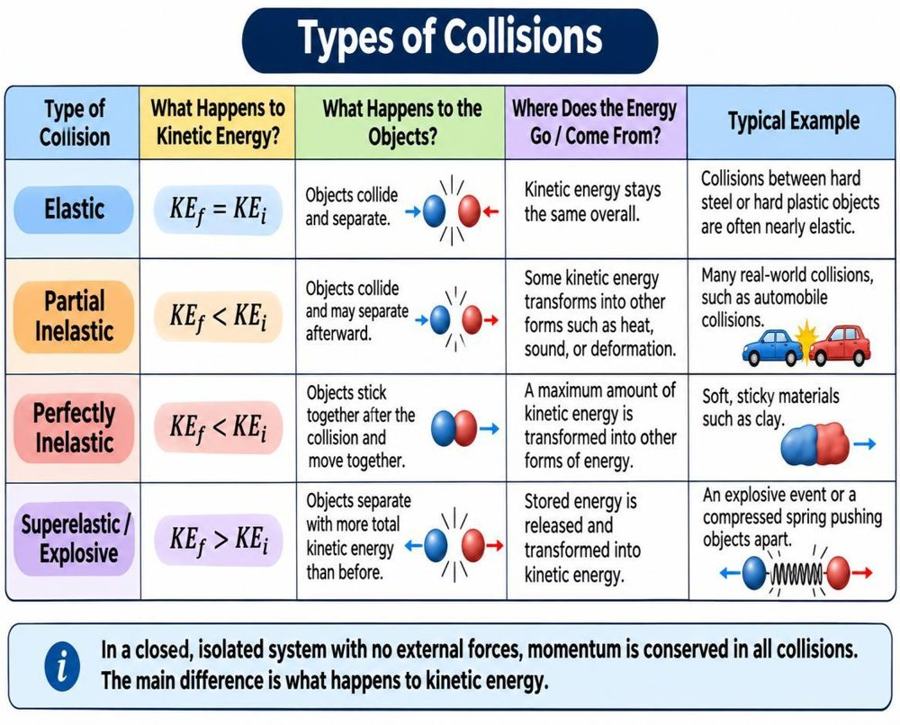 Types of Collisions
Type of
Collision
What Happens to
Kinetic Energy?
What Happens to the
Objects?
Where Does the Energy
Go / Come From?
Typical Example
Elastic
KE_f = KE_i
Objects collide
and separate.
Kinetic energy stays
the same overall.
Collisions between hard
steel or hard plastic objects
are often nearly elastic.
Partial
Inelastic
KE_f < KE_i
Objects collide
and may separate
afterward.
Some kinetic energy
transforms into other
forms such as heat,
sound, or deformation.
Many real-world collisions,
such as automobile
collisions.
Perfectly
Inelastic
KE_f < KE_i
Objects stick
together after the
collision and
move together.
A maximum amount of
kinetic energy is
transformed into other
forms of energy.
Soft, sticky materials
such as clay.
Superelastic /
Explosive
KE_f > KE_i
Objects separate
with more total
kinetic energy
than before.
Stored energy is
released and
transformed into
kinetic energy.
An explosive event or a
compressed spring pushing
objects apart.
i
In a closed, isolated system with no external forces, momentum is conserved in all collisions.
The main difference is what happens to kinetic energy.